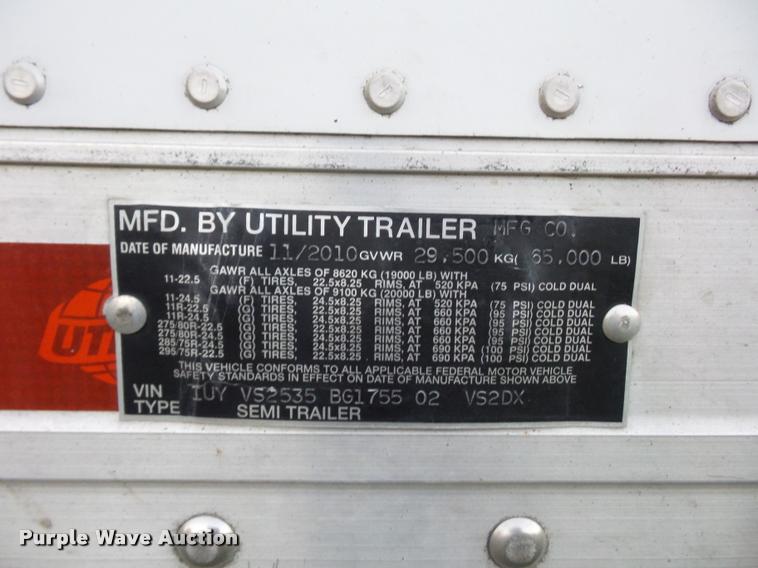 MFD. BY UTILITY TRAILER MFG CO.
DATE OF MANUFACTURE 11/2010 GVWR 29,500 KG( 65,000 LB)
GAWR ALL AXLES OF 8620 KG (19000 LB) WITH
11-22.5 (F) TIRES, 22.5x8.25 RIMS, AT 520 KPA (75 PSI) COLD DUAL
GAWR ALL AXLES OF 9100 KG (20000 LB) WITH
11-24.5 (F) TIRES, 24.5x8.25 RIMS, AT 520 KPA (75 PSI) COLD DUAL
11R-22.5 (G) TIRES, 22.5x8.25 RIMS, AT 660 KPA (95 PSI) COLD DUAL
11R-24.5 (G) TIRES, 24.5x8.25 RIMS, AT 660 KPA (95 PSI) COLD DUAL
275/80R-22.5 (G) TIRES, 22.5x8.25 RIMS, AT 660 KPA (95 PSI) COLD DUAL
275/80R-24.5 (G) TIRES, 24.5x8.25 RIMS, AT 660 KPA (95 PSI) COLD DUAL
285/75R-24.5 (G) TIRES, 24.5x8.25 RIMS, AT 690 KPA (100 PSI) COLD DUAL
295/75R-22.5 (G) TIRES, 22.5x8.25 RIMS, AT 690 KPA (100 PSI) COLD DUAL
THIS VEHICLE CONFORMS TO ALL APPLICABLE FEDERAL MOTOR VEHICLE
SAFETY STANDARDS IN EFFECT ON DATE OF MANUFACTURE SHOWN ABOVE
VIN 1UY VS2535 BG1755 02 VS2DX
TYPE SEMI TRAILER
Purple Wave Auction